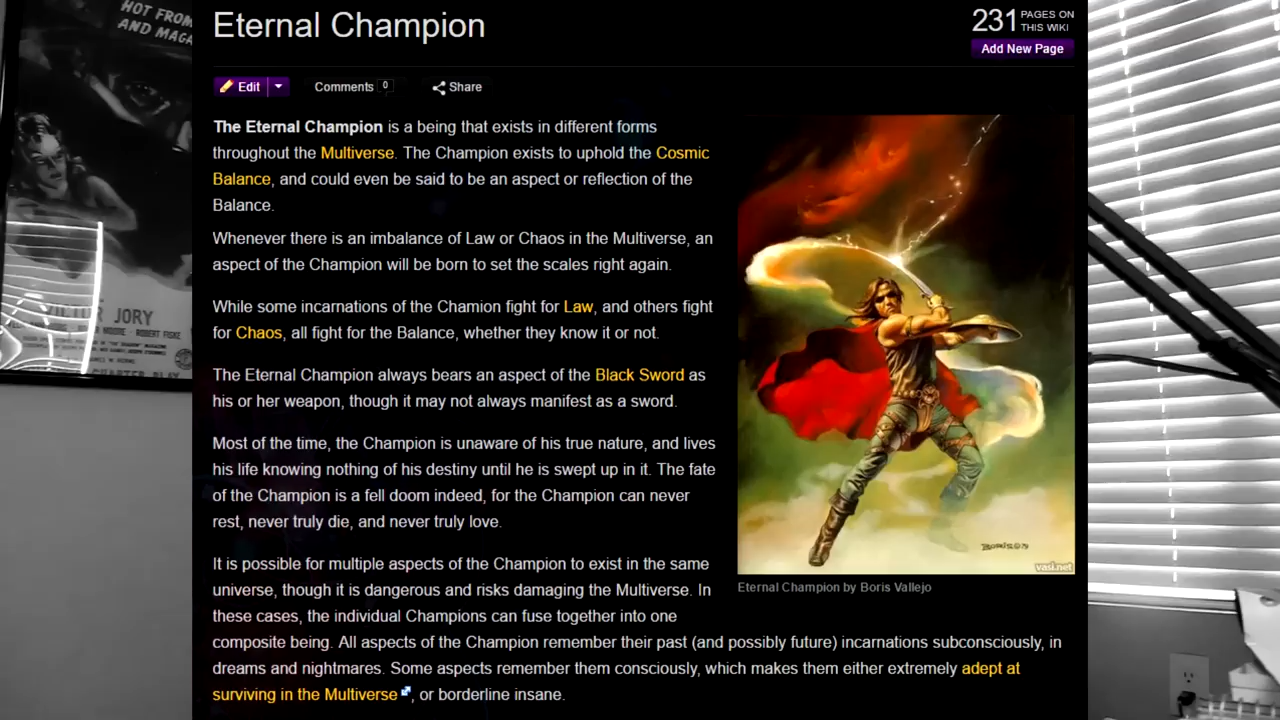 HOT FROM
AND MAGA
Eternal Champion
231 PAGES ON
THIS WIKI
Add New Page
Edit
Comments 0
Share
The Eternal Champion is a being that exists in different forms
throughout the Multiverse. The Champion exists to uphold the Cosmic
Balance, and could even be said to be an aspect or reflection of the
Balance.
Whenever there is an imbalance of Law or Chaos in the Multiverse, an
aspect of the Champion will be born to set the scales right again.
While some incarnations of the Chamion fight for Law, and others fight
for Chaos, all fight for the Balance, whether they know it or not.
The Eternal Champion always bears an aspect of the Black Sword as
his or her weapon, though it may not always manifest as a sword.
Most of the time, the Champion is unaware of his true nature, and lives
his life knowing nothing of his destiny until he is swept up in it. The fate
of the Champion is a fell doom indeed, for the Champion can never
rest, never truly die, and never truly love.
It is possible for multiple aspects of the Champion to exist in the same
universe, though it is dangerous and risks damaging the Multiverse. In
these cases, the individual Champions can fuse together into one
composite being. All aspects of the Champion remember their past (and possibly future) incarnations subconsciously, in
dreams and nightmares. Some aspects remember them consciously, which makes them either extremely adept at
surviving in the Multiverse, or borderline insane.
vasi.net
Eternal Champion by Boris Vallejo
JORY
MOORE · ROBERT FISKE
CHAPTER PLAY